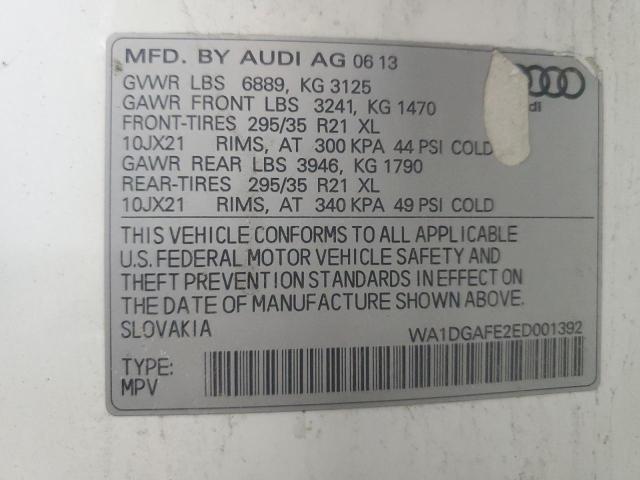 MFD. BY AUDI AG 06 13
GVWR LBS 6889, KG 3125
GAWR FRONT LBS 3241, KG 1470
FRONT-TIRES 295/35 R21 XL
10JX21 RIMS, AT 300 KPA 44 PSI COLD
di
GAWR REAR LBS 3946, KG 1790
REAR-TIRES 295/35 R21 XL
10JX21 RIMS, AT 340 KPA 49 PSI COLD
THIS VEHICLE CONFORMS TO ALL APPLICABLE
U.S. FEDERAL MOTOR VEHICLE SAFETY AND
THEFT PREVENTION STANDARDS IN EFFECT ON
THE DATE OF MANUFACTURE SHOWN ABOVE.
SLOVAKIA WA1DGAFE2ED001392
TYPE:
MPV